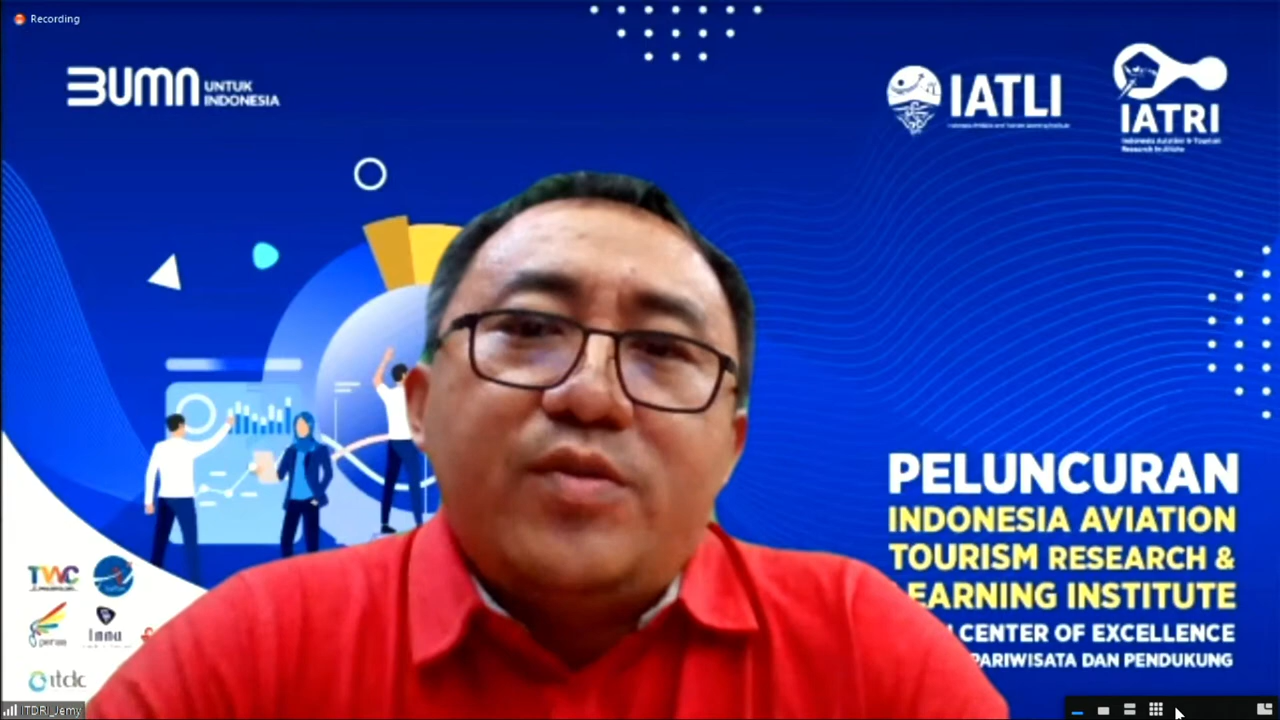 Recording
BUMN UNTUK
INDONESIA
IATLI
IATRI
Indonesia Aviation & Tourism
Research Institute
PELUNCURAN
INDONESIA AVIATION
TOURISM RESEARCH &
EARNING INSTITUTE
CENTER OF EXCELLENCE
PARIWISATA DAN PENDUKUNG
TWC
Inna
itdc
ITDRI_Jemy